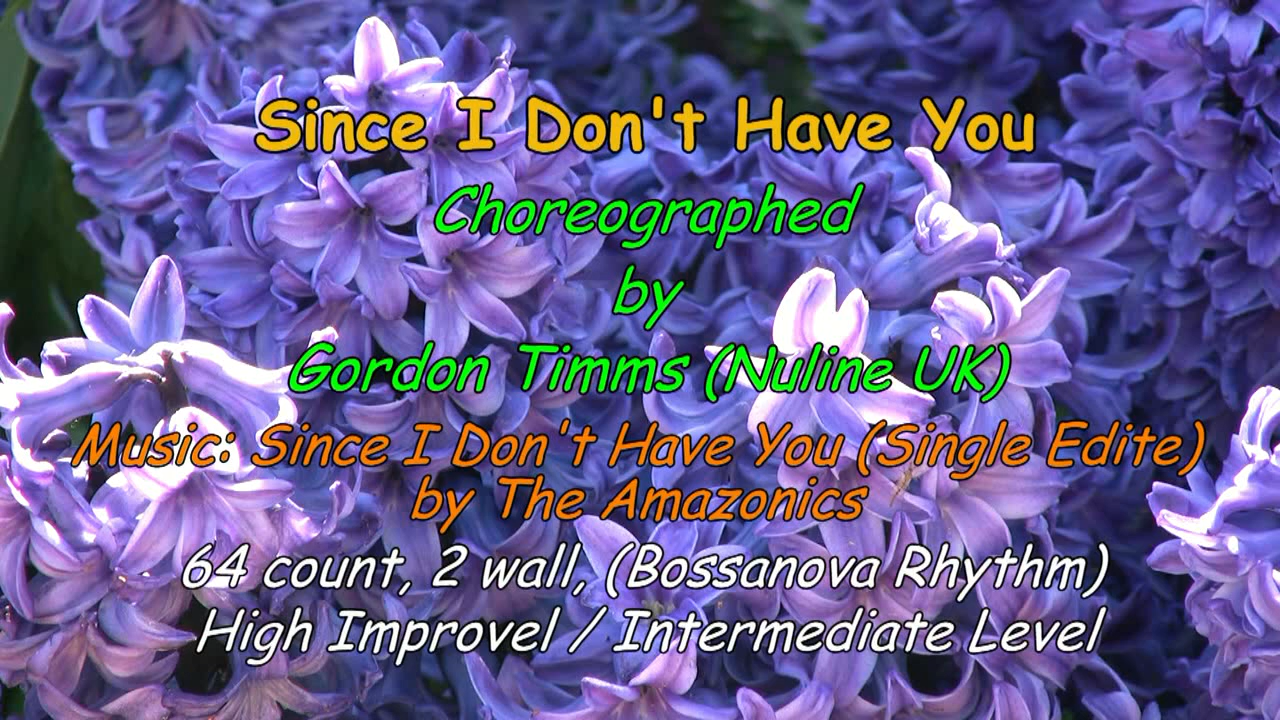 Since I Don't Have You
Choreographed
by
Gordon Timms (Nuline UK)
Music: Since I Don't Have You (Single Edite)
by The Amazonics
64 count, 2 wall, (Bossanova Rhythm)
High Improvel / Intermediate Level